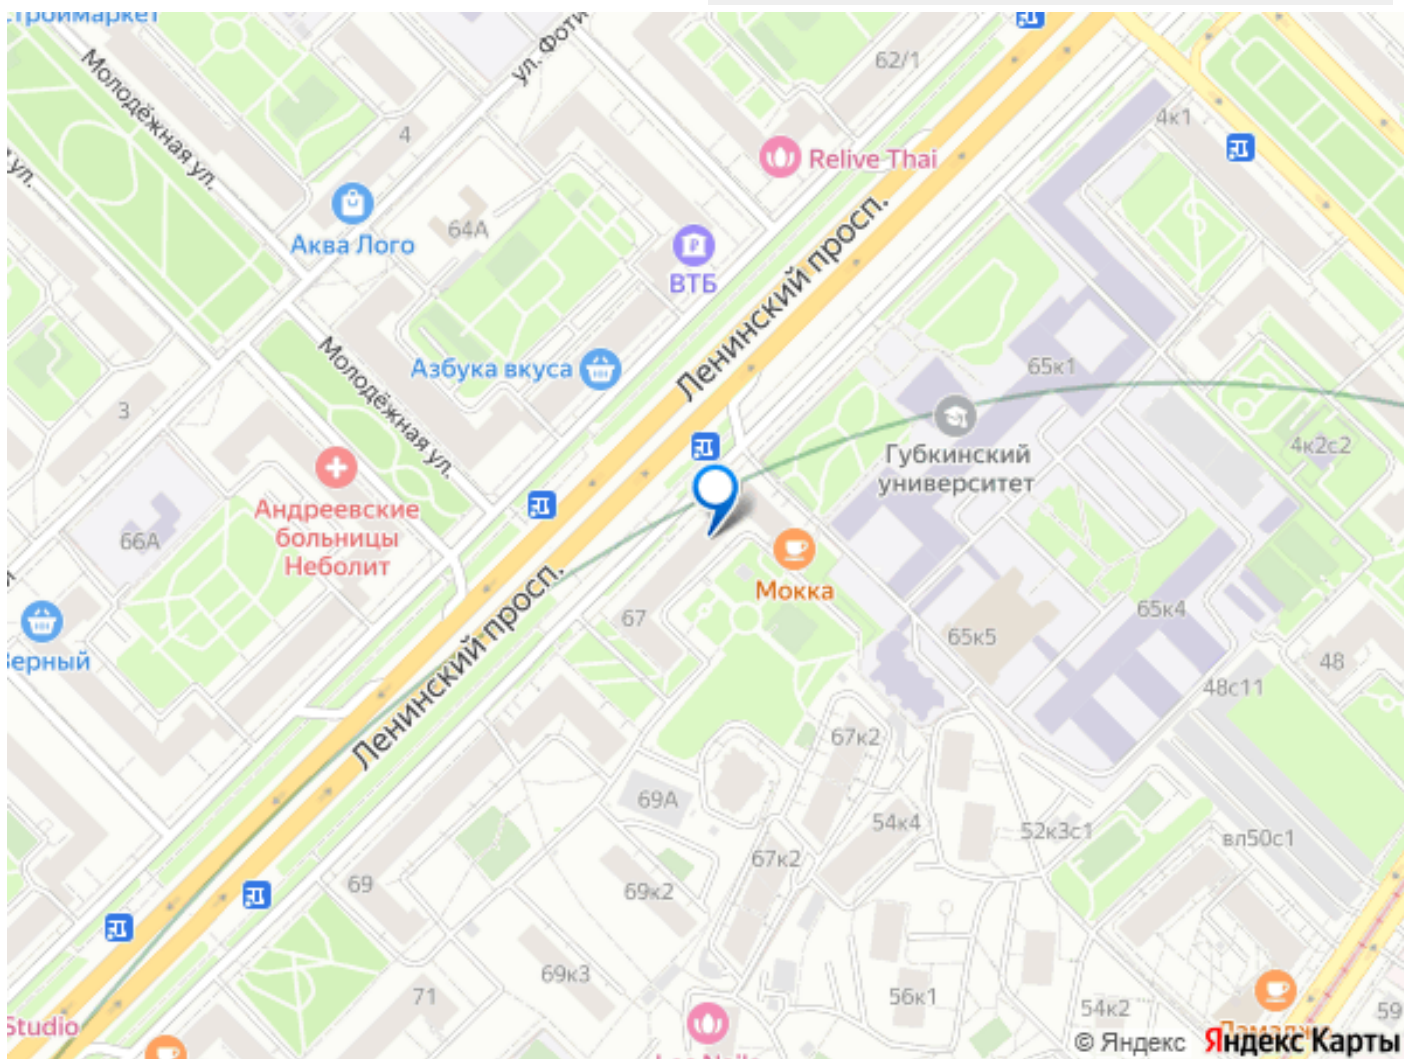 ул. Фоти
62/1
Молодёжная ул.
4к1
4
Relive Thai
ул.
Аква Лого
64А
ВТБ
Ленинский просп.
Азбука вкуса
Молодёжная ул.
65к1
3
4к2с2
Губкинский
университет
Андреевские
больницы
Неболит
66А
Мокка
Ленинский просп.
67
65к5
65к4
48
48с11
67к2
69А
54к4
52к3с1
вл50с1
67к2
69
69к2
69к3
71
56к1
54к2
59
Studio
© Яндекс Яндекс Карты